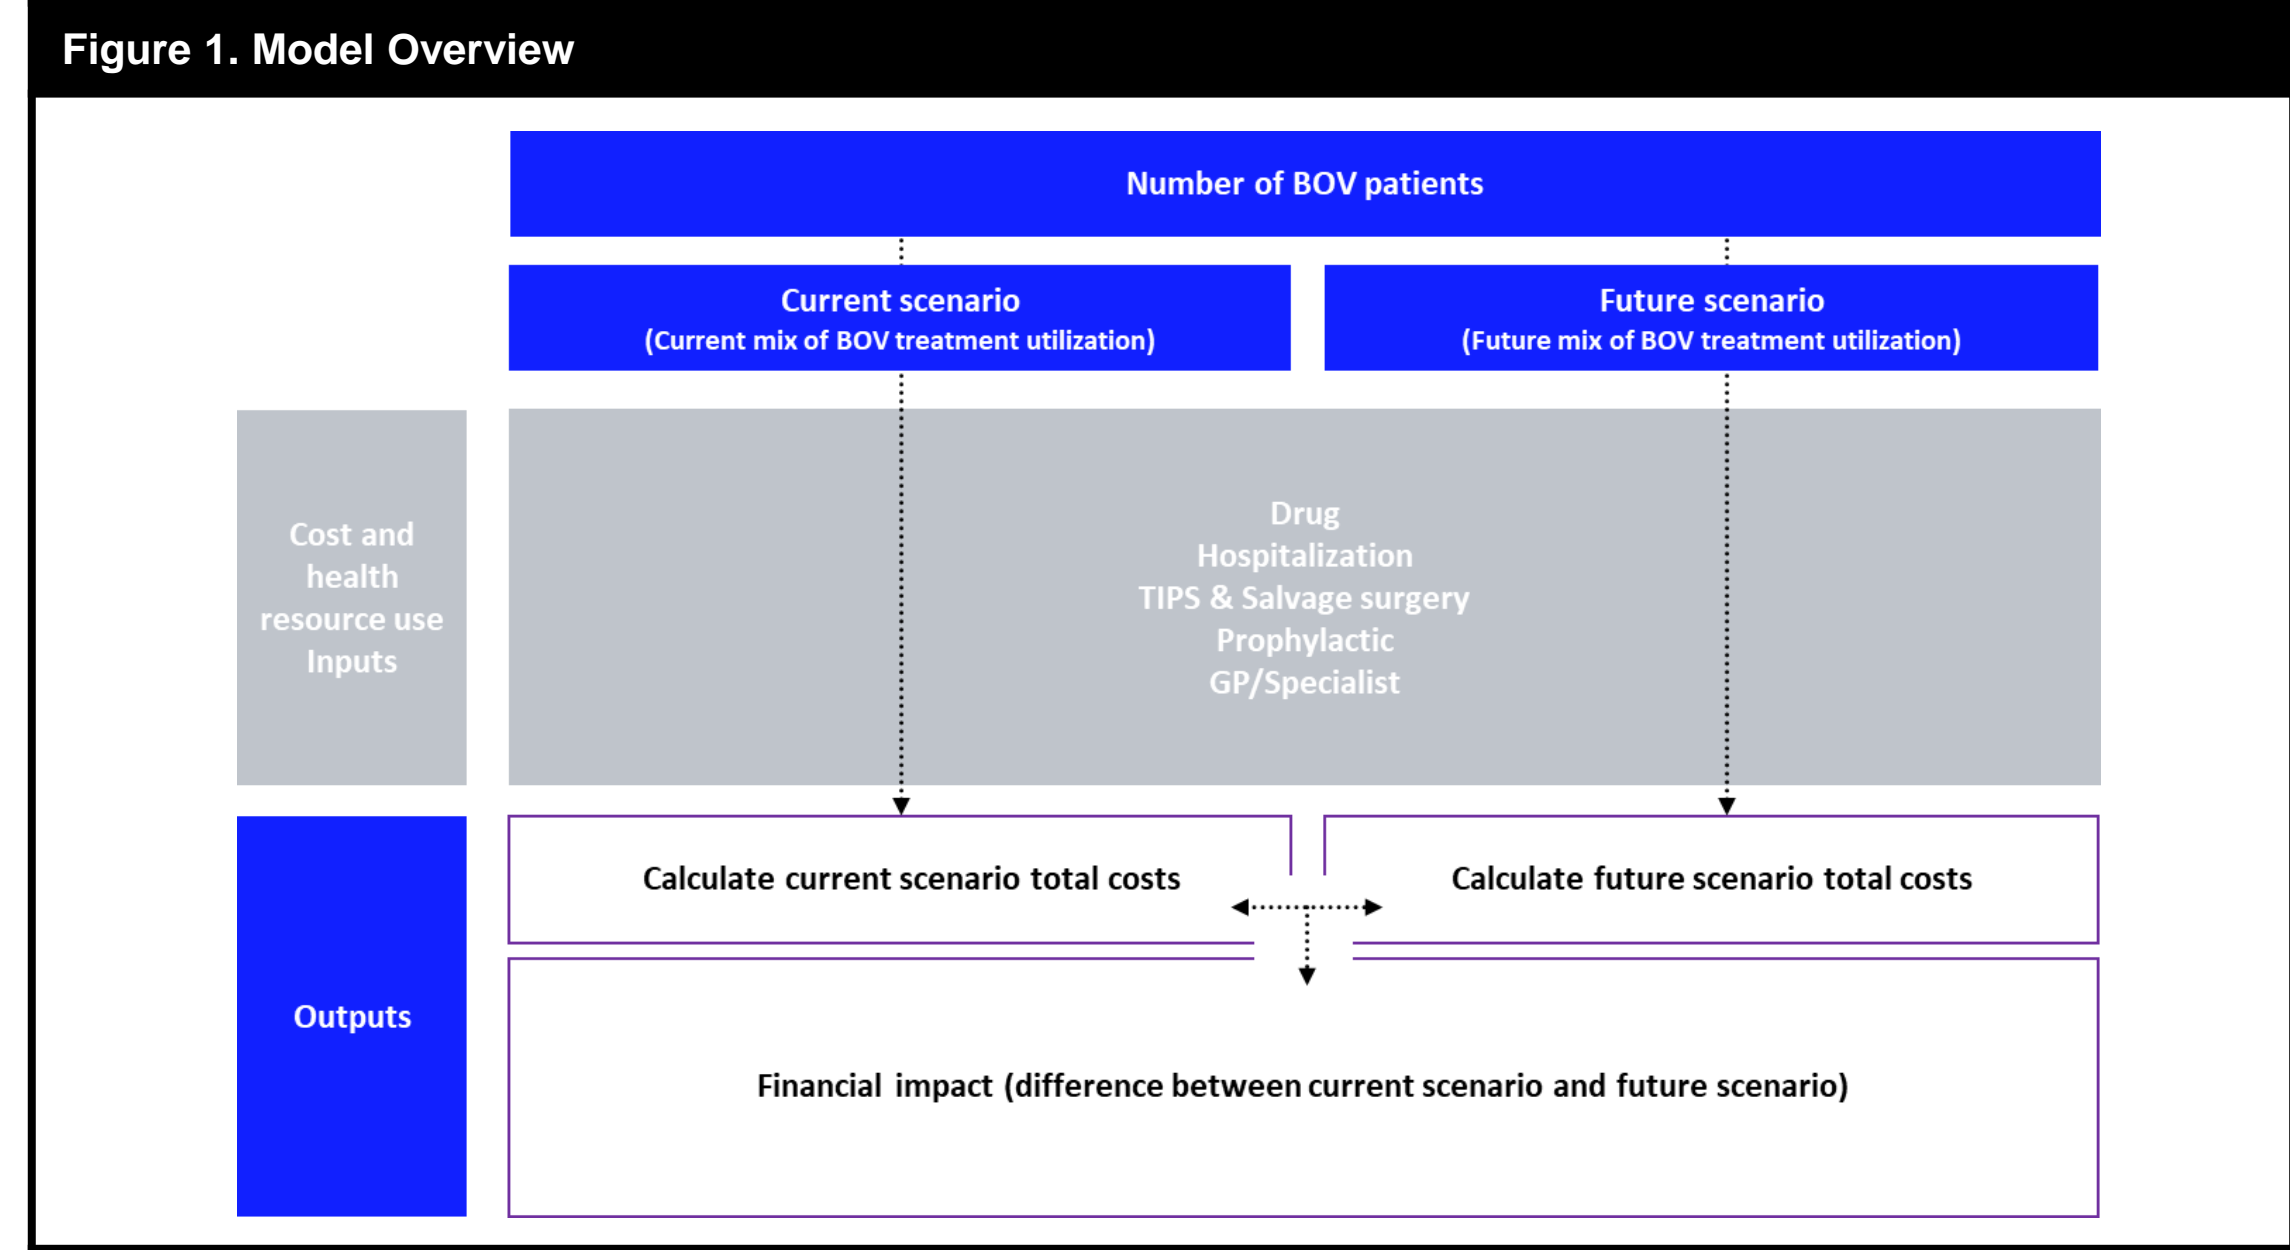 Figure 1. Model Overview
Number of BOV patients
Current scenario
(Current mix of BOV treatment utilization)
Future scenario
(Future mix of BOV treatment utilization)
Cost and
health
resource use
Inputs
Drug
Hospitalization
TIPS & Salvage surgery
Prophylactic
GP/Specialist
Outputs
Calculate current scenario total costs
Calculate future scenario total costs
Financial impact (difference between current scenario and future scenario)